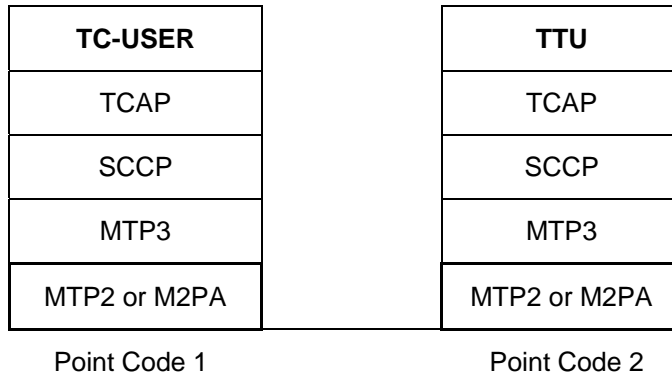 TC-USER TTU
TCAP TCAP
SCCP SCCP
MTP3 MTP3
MTP2 or M2PA MTP2 or M2PA
Point Code 1 Point Code 2